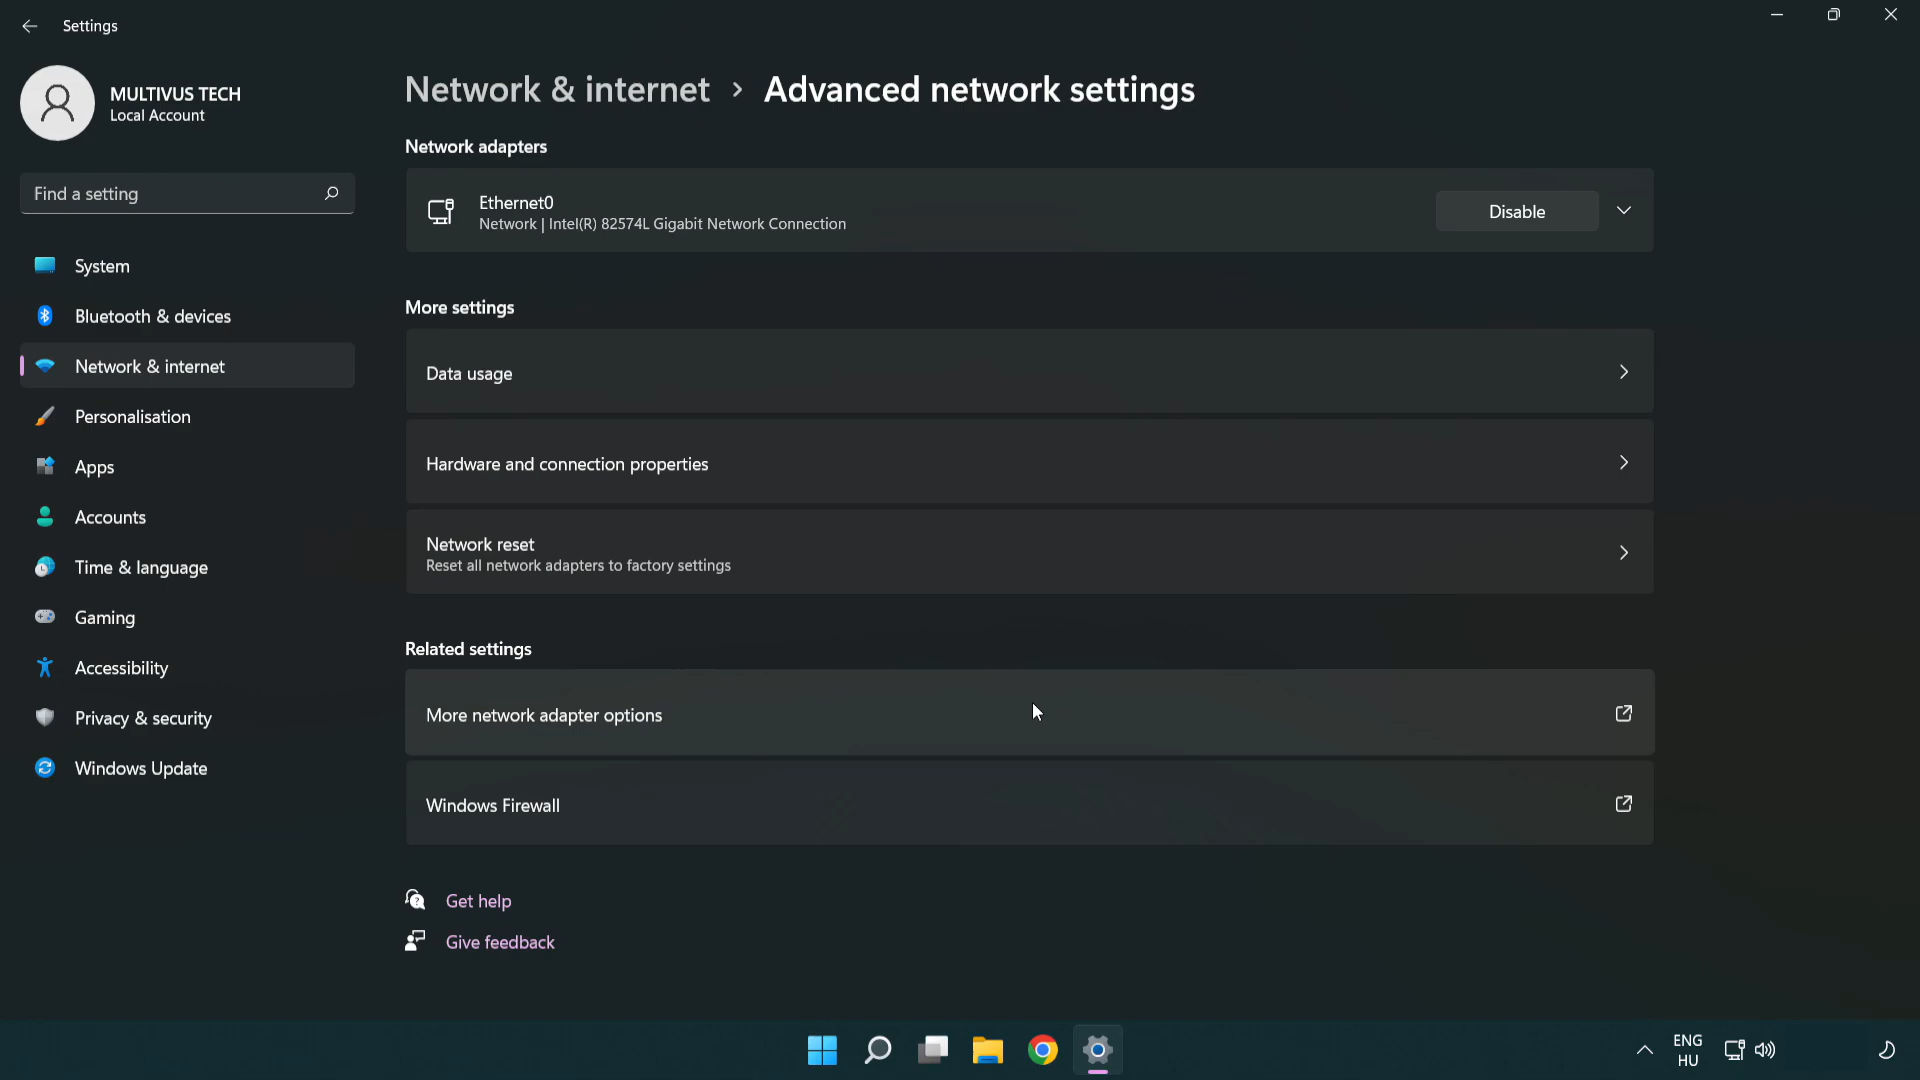 Settings
MULTIVUS TECH
Local Account
Find a setting
System
Bluetooth & devices
Network & internet
Personalisation
Apps
Accounts
Time & language
Gaming
Accessibility
Privacy & security
Windows Update
Network & internet > Advanced network settings
Network adapters
Ethernet0
Network | Intel(R) 82574L Gigabit Network Connection
Disable
More settings
Data usage
Hardware and connection properties
Network reset
Reset all network adapters to factory settings
Related settings
More network adapter options
Windows Firewall
Get help
Give feedback
ENG
HU